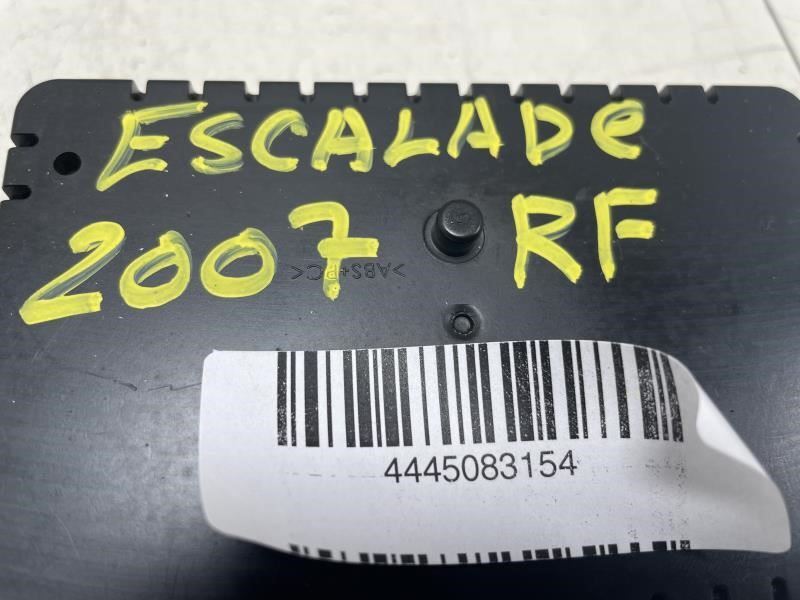 ESCALADe
2007 RF
>ABS+PC<
4445083154